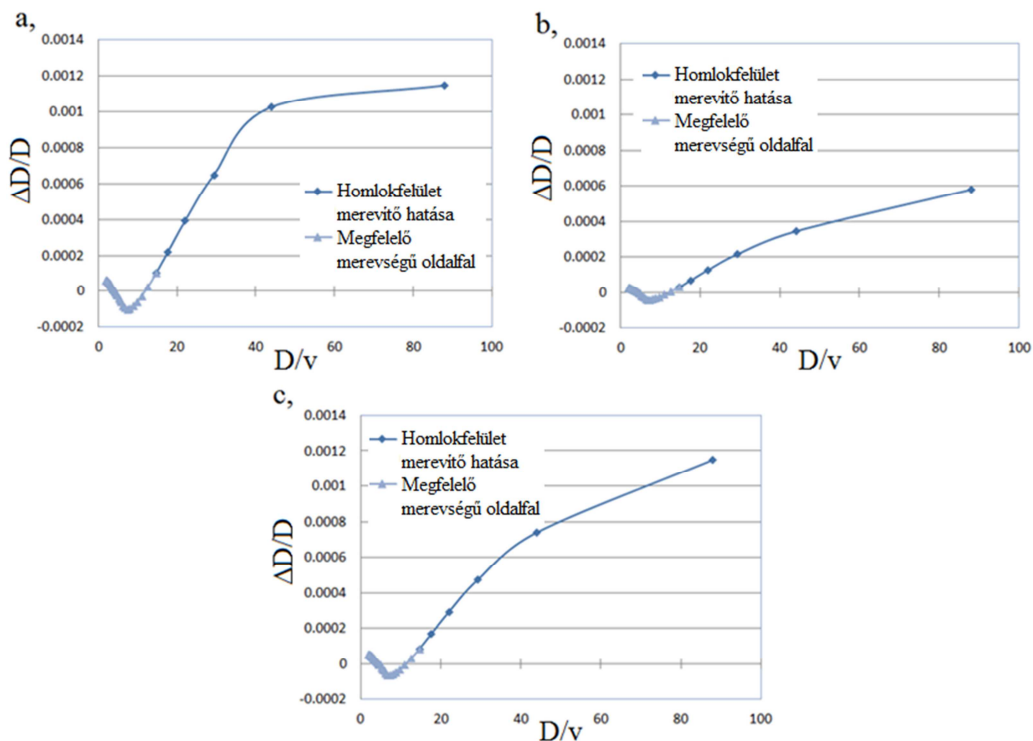 a,
0.0014
0.0012
0.001
0.0008
0.0006
0.0004
0.0002
0
-0.0002
ΔD/D
Homlokfelület
merevítő hatása
Megfelelő
merevségű oldalfal
0 20 40 60 80 100
D/v
b,
0.0014
0.0012
0.001
0.0008
0.0006
0.0004
0.0002
0
-0.0002
ΔD/D
Homlokfelület
merevítő hatása
Megfelelő
merevségű oldalfal
0 20 40 60 80 100
D/v
c,
0.0014
0.0012
0.001
0.0008
0.0006
0.0004
0.0002
0
-0.0002
ΔD/D
Homlokfelület
merevítő hatása
Megfelelő
merevségű oldalfal
0 20 40 60 80 100
D/v